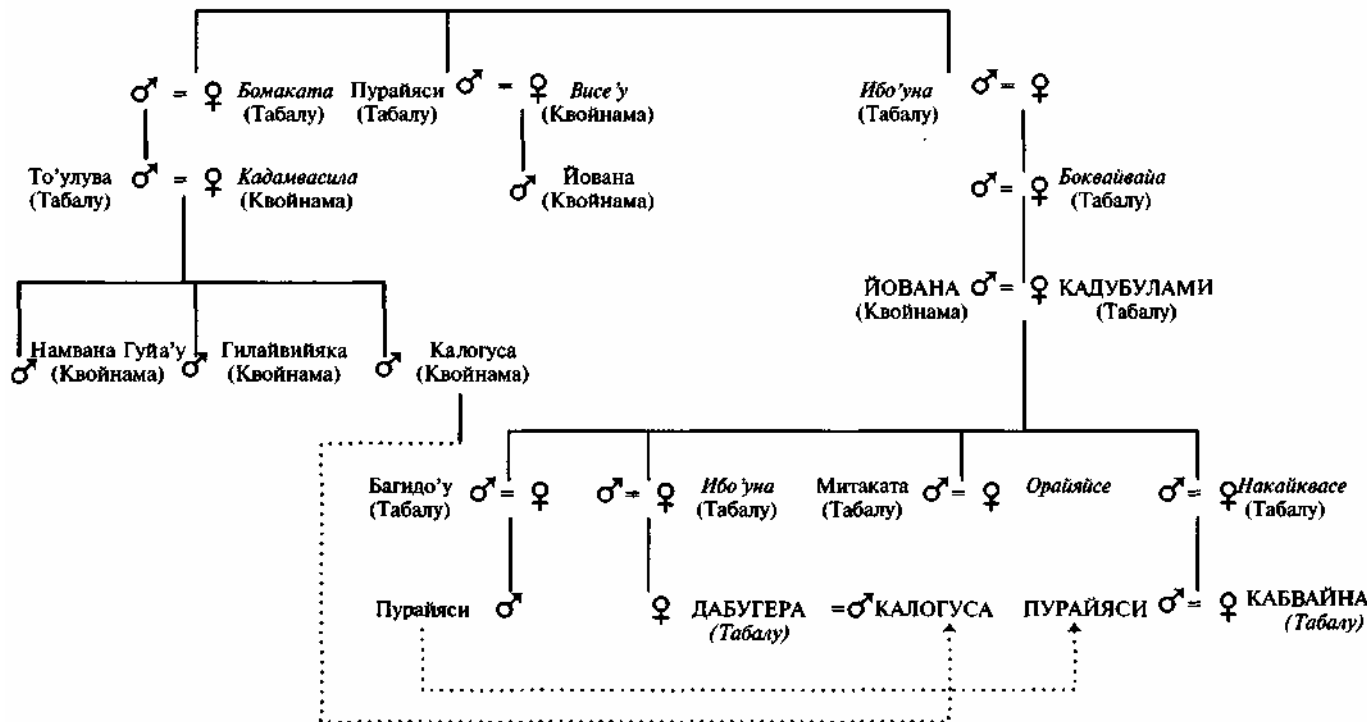 ♂ = ♀ Бомаката Пурайяси ♂ = ♀ Висе'у Ибо'уна ♂ = ♀
(Табалу) (Табалу) (Квойнама) (Табалу)
То'улува ♂ = ♀ Кадамвасила ♂ Йована ♂ = ♀ Боквайвайа
(Табалу) (Квойнама) (Квойнама) (Табалу)
ЙОВАНА ♂ = ♀ КАДУБУЛАМИ
(Квойнама) (Табалу)
♂ Намвана Гуйа'у ♂ Гилайвийяка ♂ Калогуса
(Квойнама) (Квойнама) (Квойнама)
Багидо'у ♂ = ♀ ♂ = ♀ Ибо'уна Митаката ♂ = ♀ Орайяйсе ♂ = ♀ Накайквасе
(Табалу) (Табалу) (Табалу) (Табалу)
Пурайяси ♂ ♀ ДАБУГЕРА =♂ КАЛОГУСА ПУРАЙЯСИ ♂ = ♀ КАБВАЙНА
(Табалу) (Табалу)